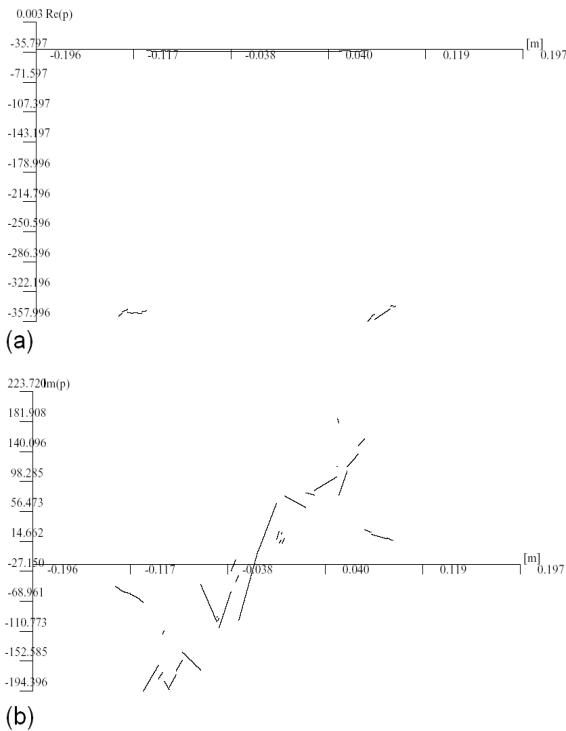 0.003 Re(p)
-35.797
[m]
-0.196 -0.117 -0.038 0.040 0.119 0.197
-71.597
-107.397
-143.197
-178.996
-214.796
-250.596
-286.396
-322.196
-357.996
(a)
223.720 Im(p)
181.908
140.096
98.285
56.473
14.662
[m]
-27.150
-0.196 -0.117 -0.038 0.040 0.119 0.197
-68.961
-110.773
-152.585
-194.396
(b)